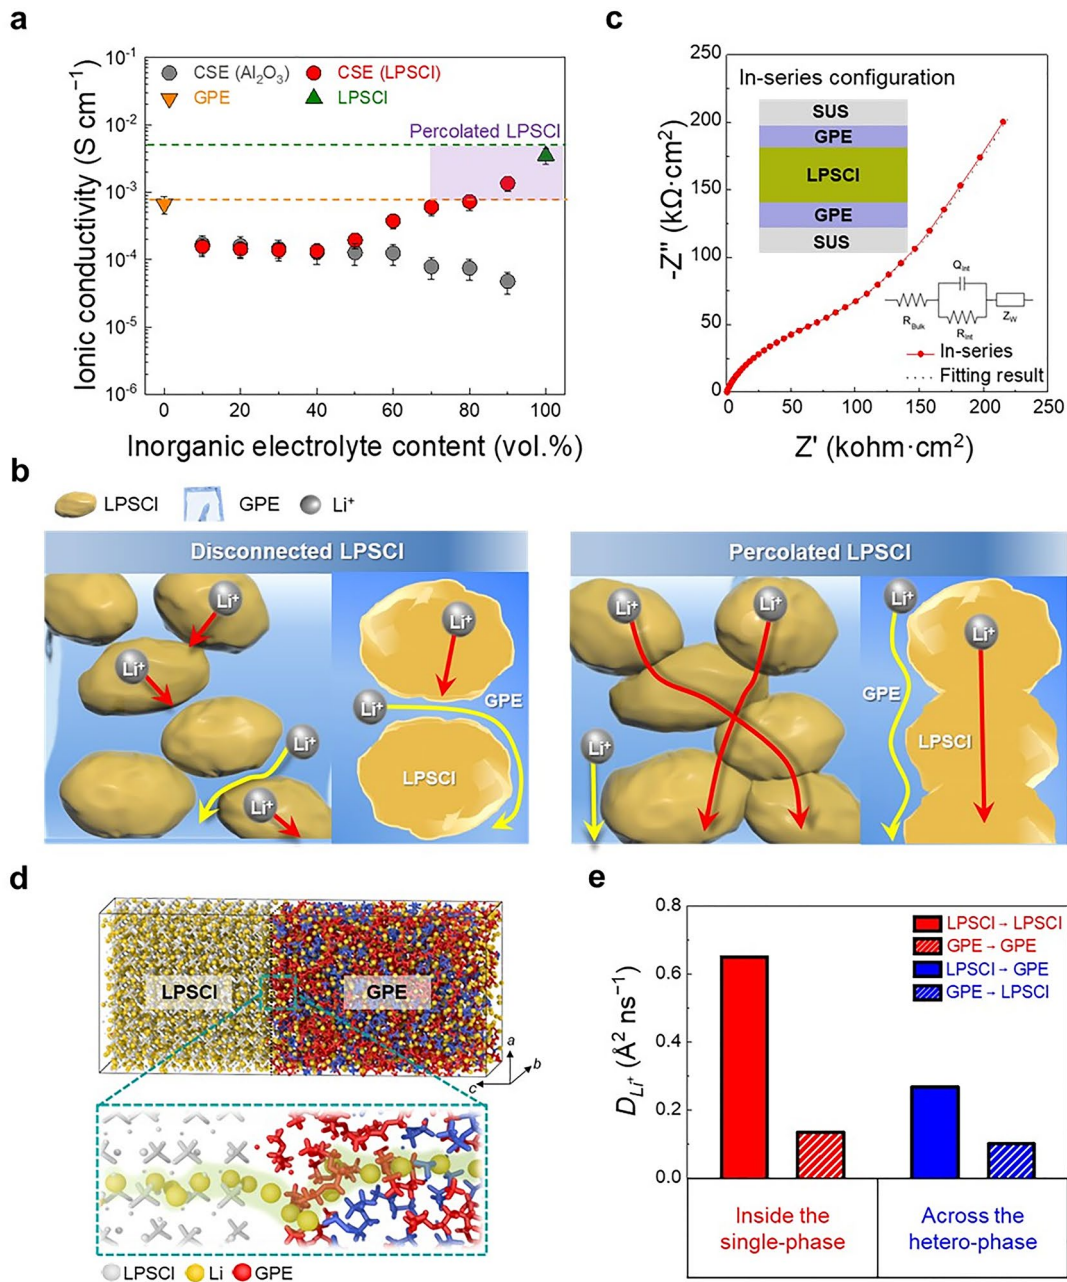 a
Ionic conductivity (S cm⁻¹)
10⁻¹
10⁻²
10⁻³
10⁻⁴
10⁻⁵
10⁻⁶
CSE (Al₂O₃)
CSE (LPSCl)
GPE
LPSCl
Percolated LPSCl
0
20
40
60
80
100
Inorganic electrolyte content (vol.%)
c
-Z" (kΩ·cm²)
250
200
150
100
50
0
In-series configuration
SUS
GPE
LPSCl
GPE
SUS
Q_int
R_Bulk
R_int
Z_W
In-series
Fitting result
0
50
100
150
200
250
Z' (kohm·cm²)
b
LPSCl
GPE
Li⁺
Disconnected LPSCl
Li⁺
Li⁺
Li⁺
Li⁺
Li⁺
GPE
Li⁺
LPSCl
Percolated LPSCl
Li⁺
Li⁺
Li⁺
Li⁺
Li⁺
GPE
LPSCl
d
LPSCl
GPE
a
b
c
LPSCl
Li
GPE
e
D_Li⁺ (Å² ns⁻¹)
0.8
0.6
0.4
0.2
0.0
LPSCl → LPSCl
GPE → GPE
LPSCl → GPE
GPE → LPSCl
Inside the
single-phase
Across the
hetero-phase